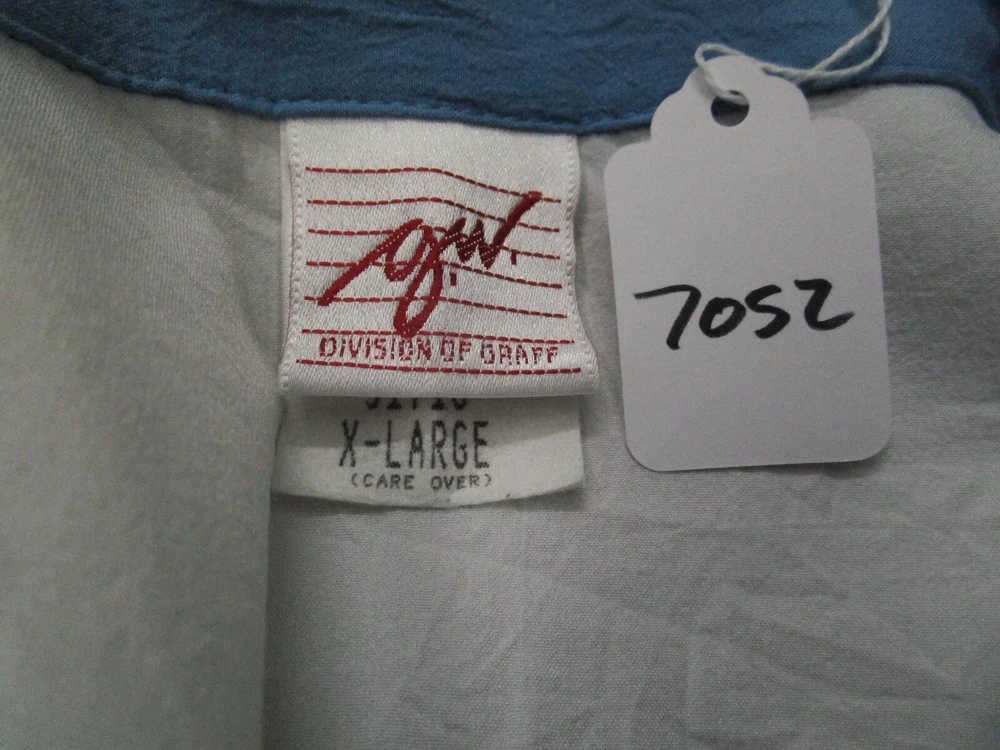 g.w.
DIVISION OF GRAFF
X-LARGE
(CARE OVER)
7052